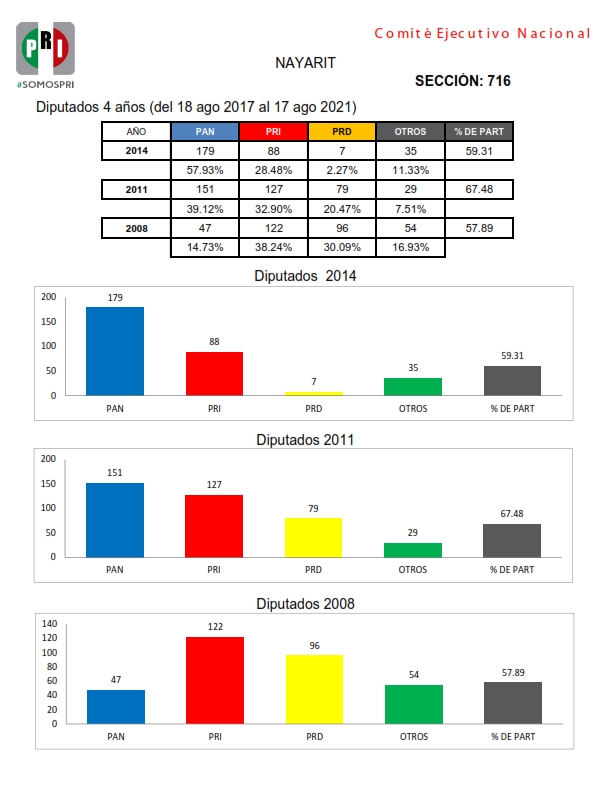 PRI
#SOMOSPRI
Comité Ejecutivo Nacional
NAYARIT
SECCIÓN: 716
Diputados 4 años (del 18 ago 2017 al 17 ago 2021)
AÑO PAN PRI PRD OTROS % DE PART
2014 179 88 7 35 59.31
57.93% 28.48% 2.27% 11.33%
2011 151 127 79 29 67.48
39.12% 32.90% 20.47% 7.51%
2008 47 122 96 54 57.89
14.73% 38.24% 30.09% 16.93%
Diputados 2014
200
150
100
50
0
179
88
7
35
59.31
PAN PRI PRD OTROS % DE PART
Diputados 2011
200
150
100
50
0
151
127
79
29
67.48
PAN PRI PRD OTROS % DE PART
Diputados 2008
140
120
100
80
60
40
20
0
47
122
96
54
57.89
PAN PRI PRD OTROS % DE PART